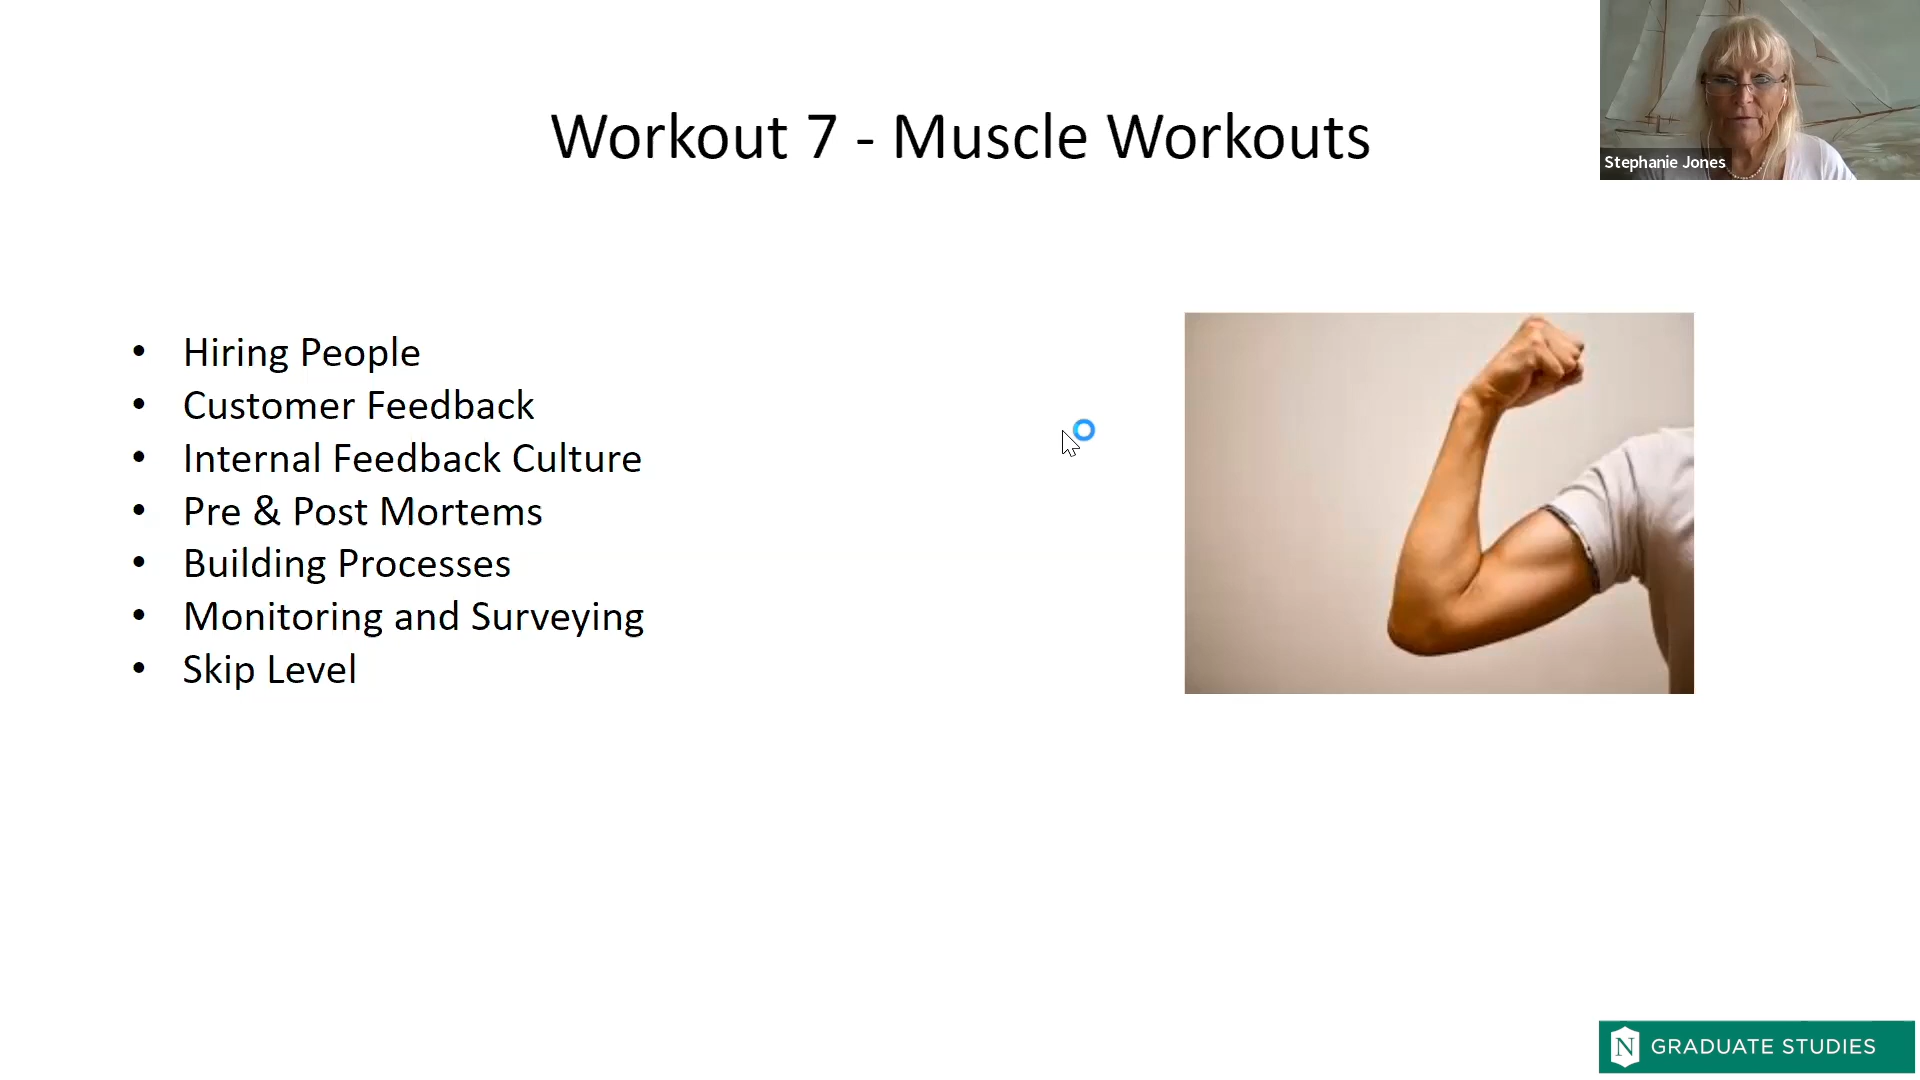 Workout 7 - Muscle Workouts
Stephanie Jones
• Hiring People
• Customer Feedback
• Internal Feedback Culture
• Pre & Post Mortems
• Building Processes
• Monitoring and Surveying
• Skip Level
N GRADUATE STUDIES